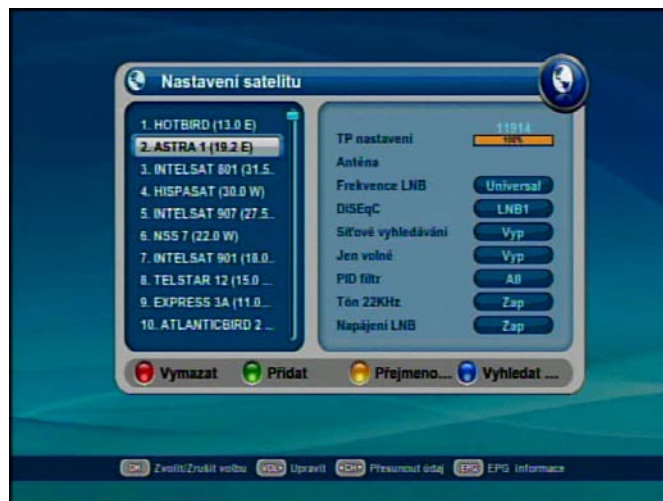 Nastavení satelitu
1. HOTBIRD (13.0 E)
2. ASTRA 1 (19.2 E)
3. INTELSAT 801 (31.5..
4. HISPASAT (30.0 W)
5. INTELSAT 907 (27.5..
6. NSS 7 (22.0 W)
7. INTELSAT 901 (18.0..
8. TELSTAR 12 (15.0 ...
9. EXPRESS 3A (11.0...
10. ATLANTICBIRD 2 ...
11914
TP nastavení 100%
Anténa
Frekvence LNB Universal
DiSEqC LNB1
Síťové vyhledávání Vyp
Jen volné Vyp
PID filtr All
Tón 22KHz Zap
Napájení LNB Zap
Vymazat Přidat Přejmeno... Vyhledat ...
OK Zvolit/Zrušit volbu VOL+ Upravit CH+ Přesunout údaj EPG EPG informace